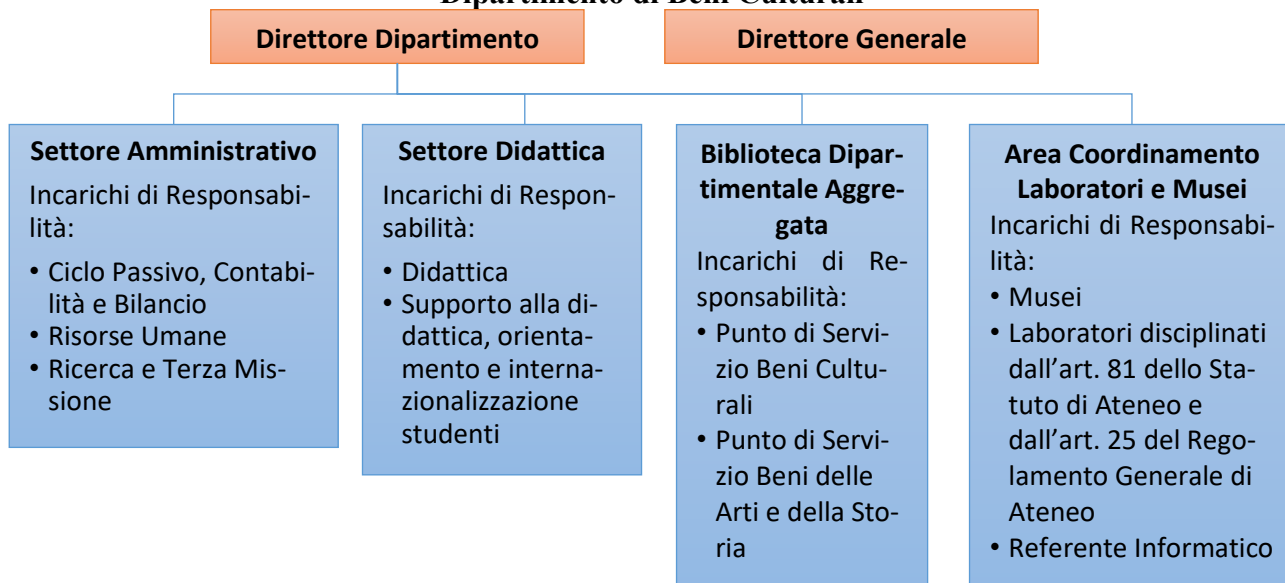 Dipartimento di Beni Culturali
Direttore Dipartimento
Direttore Generale
Settore Amministrativo
Incarichi di Responsabi-
lità:
• Ciclo Passivo, Contabi-
lità e Bilancio
• Risorse Umane
• Ricerca e Terza Mis-
sione
Settore Didattica
Incarichi di Respon-
sabilità:
• Didattica
• Supporto alla di-
dattica, orienta-
mento e interna-
zionalizzazione
studenti
Biblioteca Dipar-
timentale Aggre-
gata
Incarichi di Re-
sponsabilità:
• Punto di Servi-
zio Beni Cultu-
rali
• Punto di Servi-
zio Beni delle
Arti e della Sto-
ria
Area Coordinamento
Laboratori e Musei
Incarichi di Responsabi-
lità:
• Musei
• Laboratori disciplinati
dall’art. 81 dello Sta-
tuto di Ateneo e
dall’art. 25 del Rego-
lamento Generale di
Ateneo
• Referente Informatico